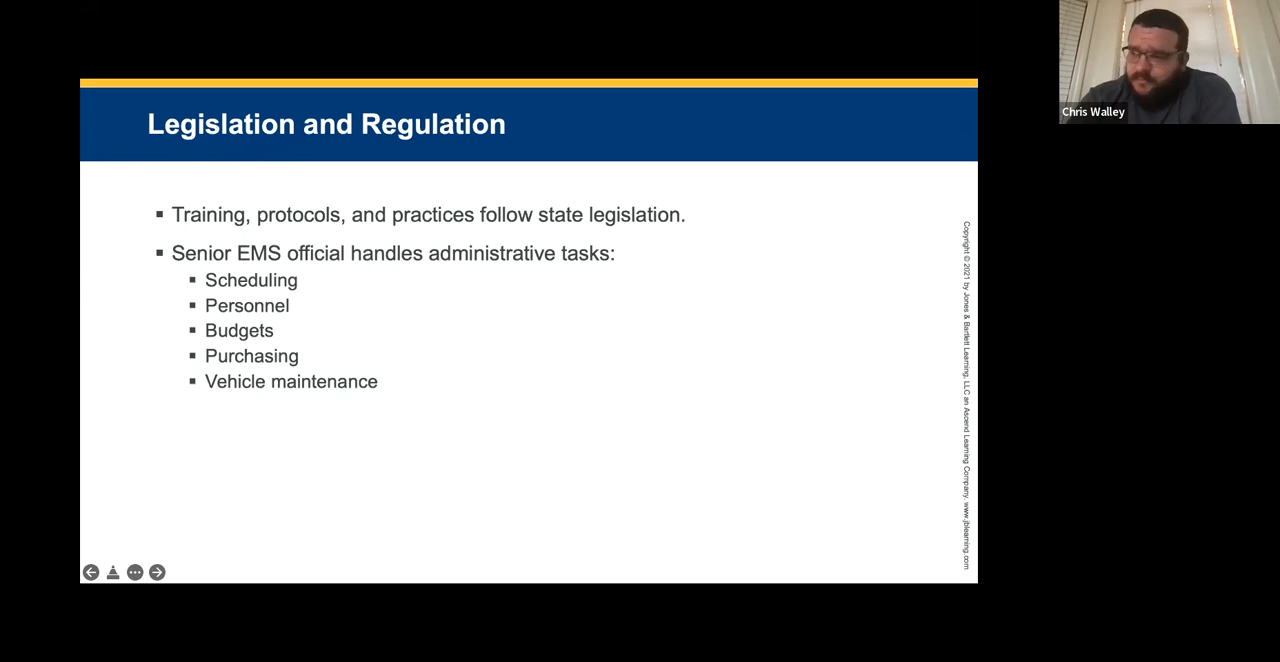 Legislation and Regulation
Training, protocols, and practices follow state legislation.
Senior EMS official handles administrative tasks:
Scheduling
Personnel
Budgets
Purchasing
Vehicle maintenance
Copyright © 2021 by Jones & Bartlett Learning, LLC an Ascend Learning Company. www.jblearning.com
Chris Walley